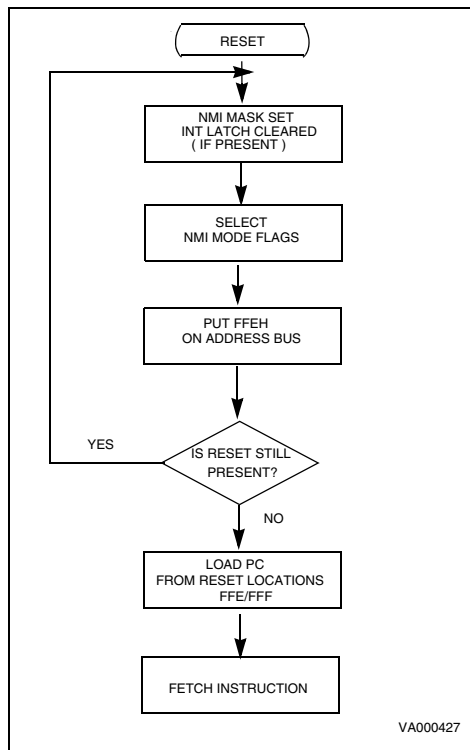 RESET
NMI MASK SET
INT LATCH CLEARED
( IF PRESENT )
SELECT
NMI MODE FLAGS
PUT FFEH
ON ADDRESS BUS
YES
IS RESET STILL
PRESENT?
NO
LOAD PC
FROM RESET LOCATIONS
FFE/FFF
FETCH INSTRUCTION
VA000427